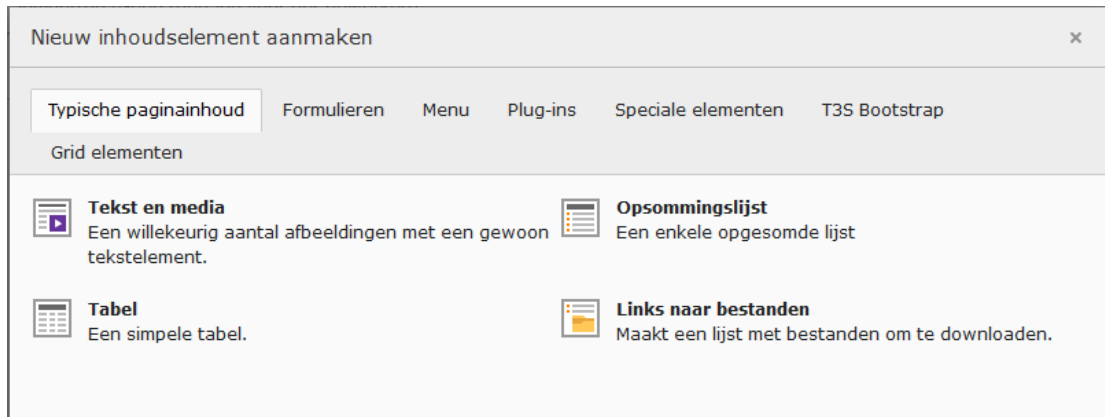 Nieuw inhoudselement aanmaken
×
Typische paginainhoud Formulieren Menu Plug-ins Speciale elementen T3S Bootstrap
Grid elementen
Tekst en media
Een willekeurig aantal afbeeldingen met een gewoon
tekstelement.
Opsommingslijst
Een enkele opgesomde lijst
Tabel
Een simpele tabel.
Links naar bestanden
Maakt een lijst met bestanden om te downloaden.